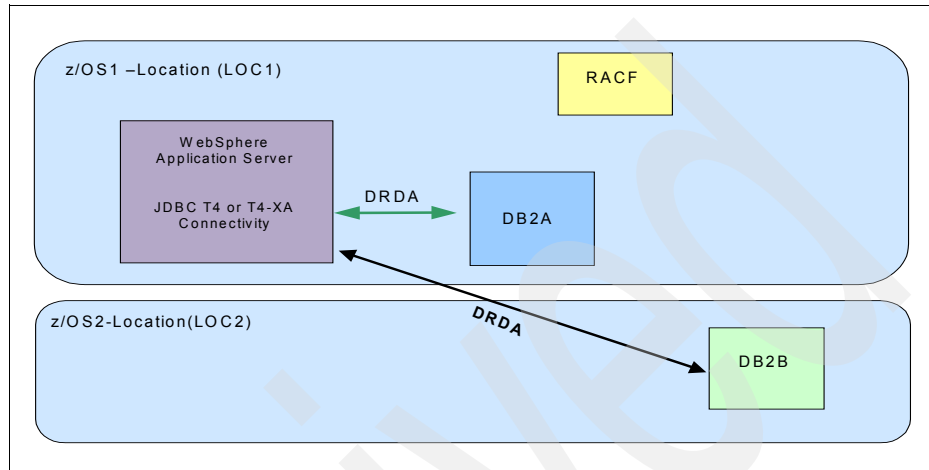 z/OS1 –Location (LOC1)
RACF
WebSphere
Application Server
JDBC T4 or T4-XA
Connectivity
DRDA
DB2A
DRDA
z/OS2-Location(LOC2)
DB2B